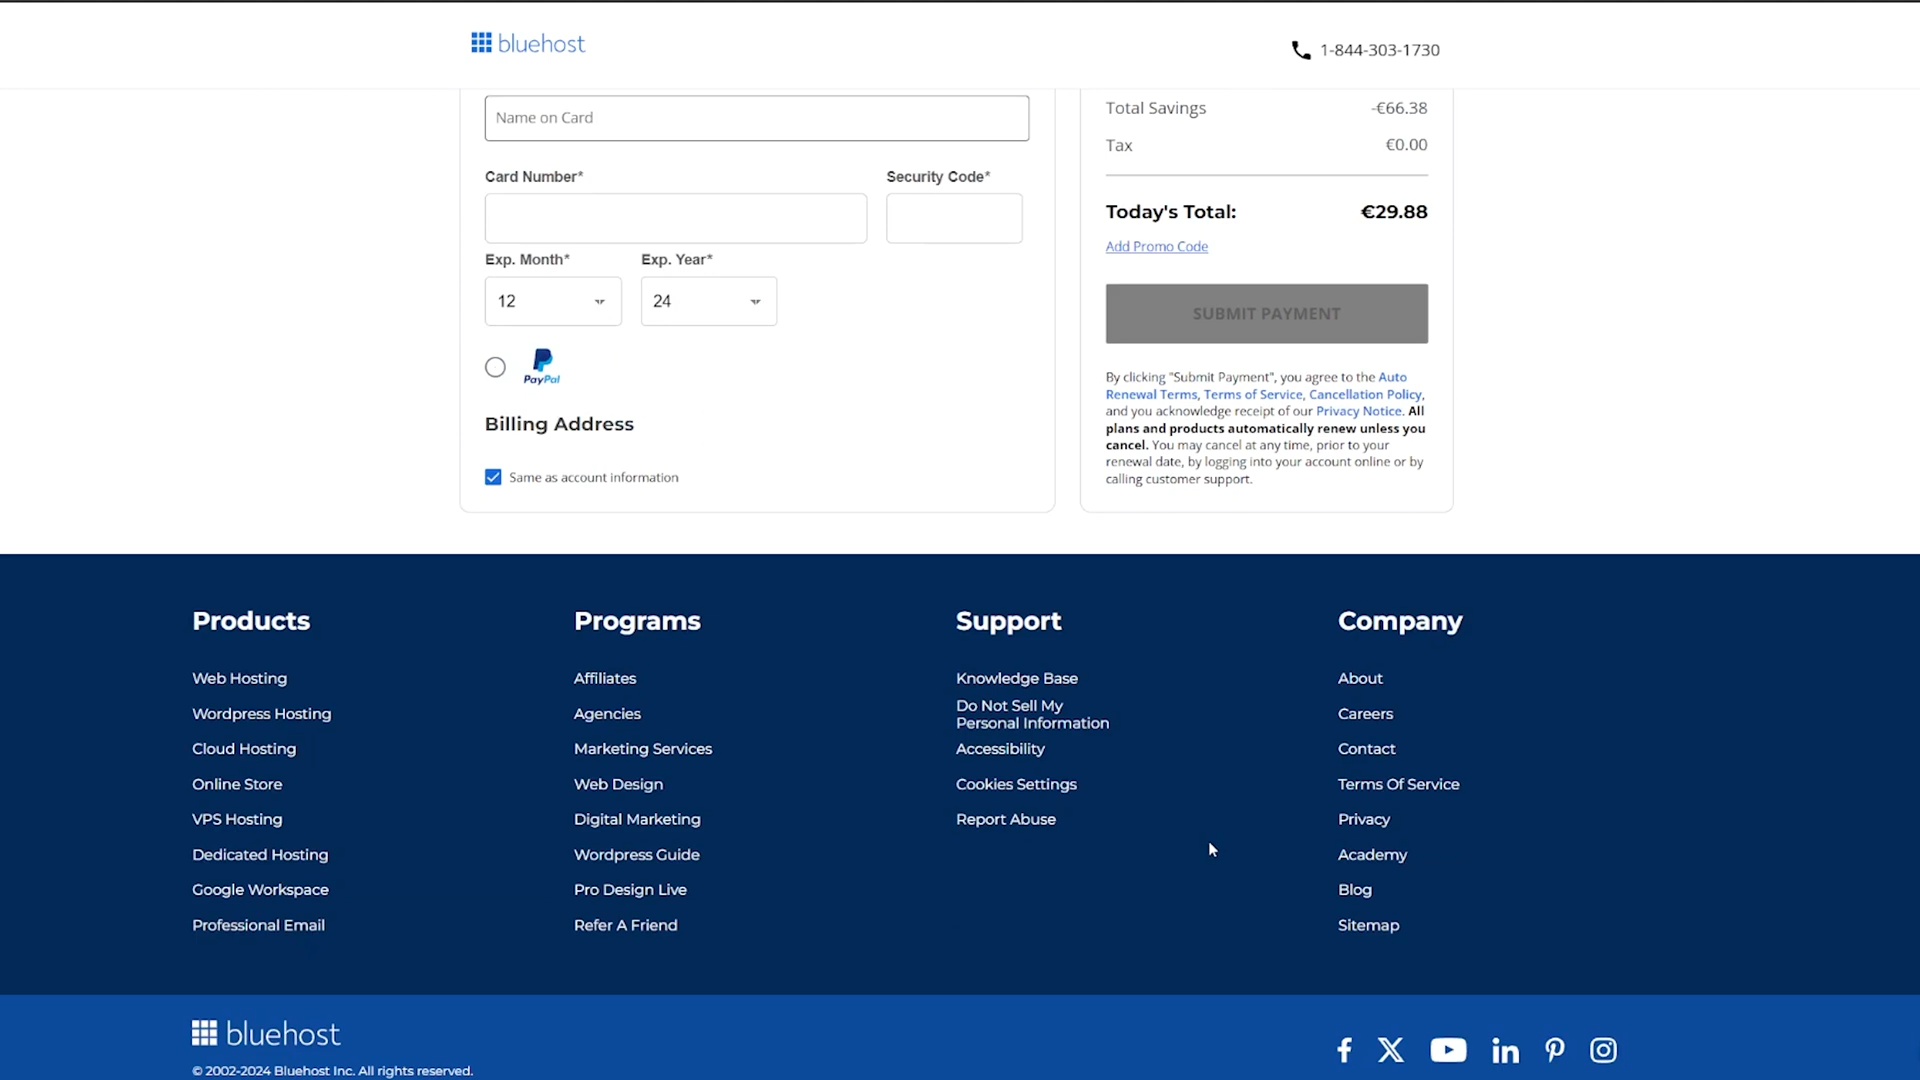 bluehost
1-844-303-1730
Name on Card
Card Number*
Security Code*
Exp. Month*
Exp. Year*
12
24
PayPal
Billing Address
Same as account information
Total Savings
-€66.38
Tax
€0.00
Today's Total:
€29.88
Add Promo Code
SUBMIT PAYMENT
By clicking "Submit Payment", you agree to the Auto
Renewal Terms, Terms of Service, Cancellation Policy,
and you acknowledge receipt of our Privacy Notice. All
plans and products automatically renew unless you
cancel. You may cancel at any time, prior to your
renewal date, by logging into your account online or by
calling customer support.
Products
Web Hosting
Wordpress Hosting
Cloud Hosting
Online Store
VPS Hosting
Dedicated Hosting
Google Workspace
Professional Email
Programs
Affiliates
Agencies
Marketing Services
Web Design
Digital Marketing
Wordpress Guide
Pro Design Live
Refer A Friend
Support
Knowledge Base
Do Not Sell My
Personal Information
Accessibility
Cookies Settings
Report Abuse
Company
About
Careers
Contact
Terms Of Service
Privacy
Academy
Blog
Sitemap
bluehost
© 2002-2024 Bluehost Inc. All rights reserved.